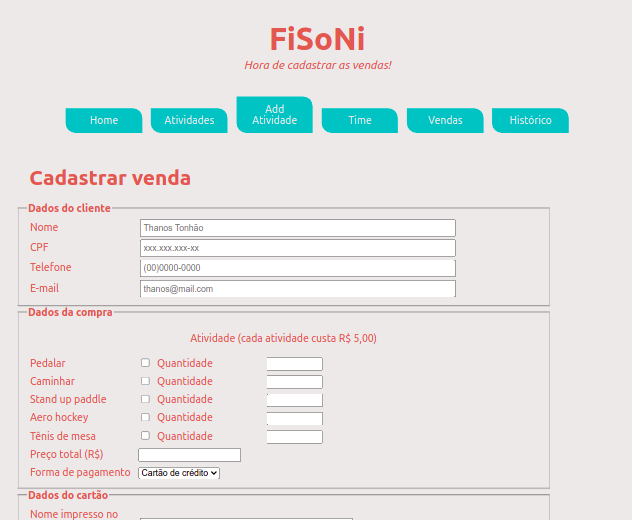 FiSoNi
Hora de cadastrar as vendas!
Home
Atividades
Add
Atividade
Time
Vendas
Histórico
Cadastrar venda
Dados do cliente
Nome Thanos Tonhão
CPF xxx.xxx.xxx-xx
Telefone (00)0000-0000
E-mail thanos@mail.com
Dados da compra
Atividade (cada atividade custa R$ 5,00)
Pedalar Quantidade
Caminhar Quantidade
Stand up paddle Quantidade
Aero hockey Quantidade
Tênis de mesa Quantidade
Preço total (R$)
Forma de pagamento Cartão de crédito
Dados do cartão
Nome impresso no